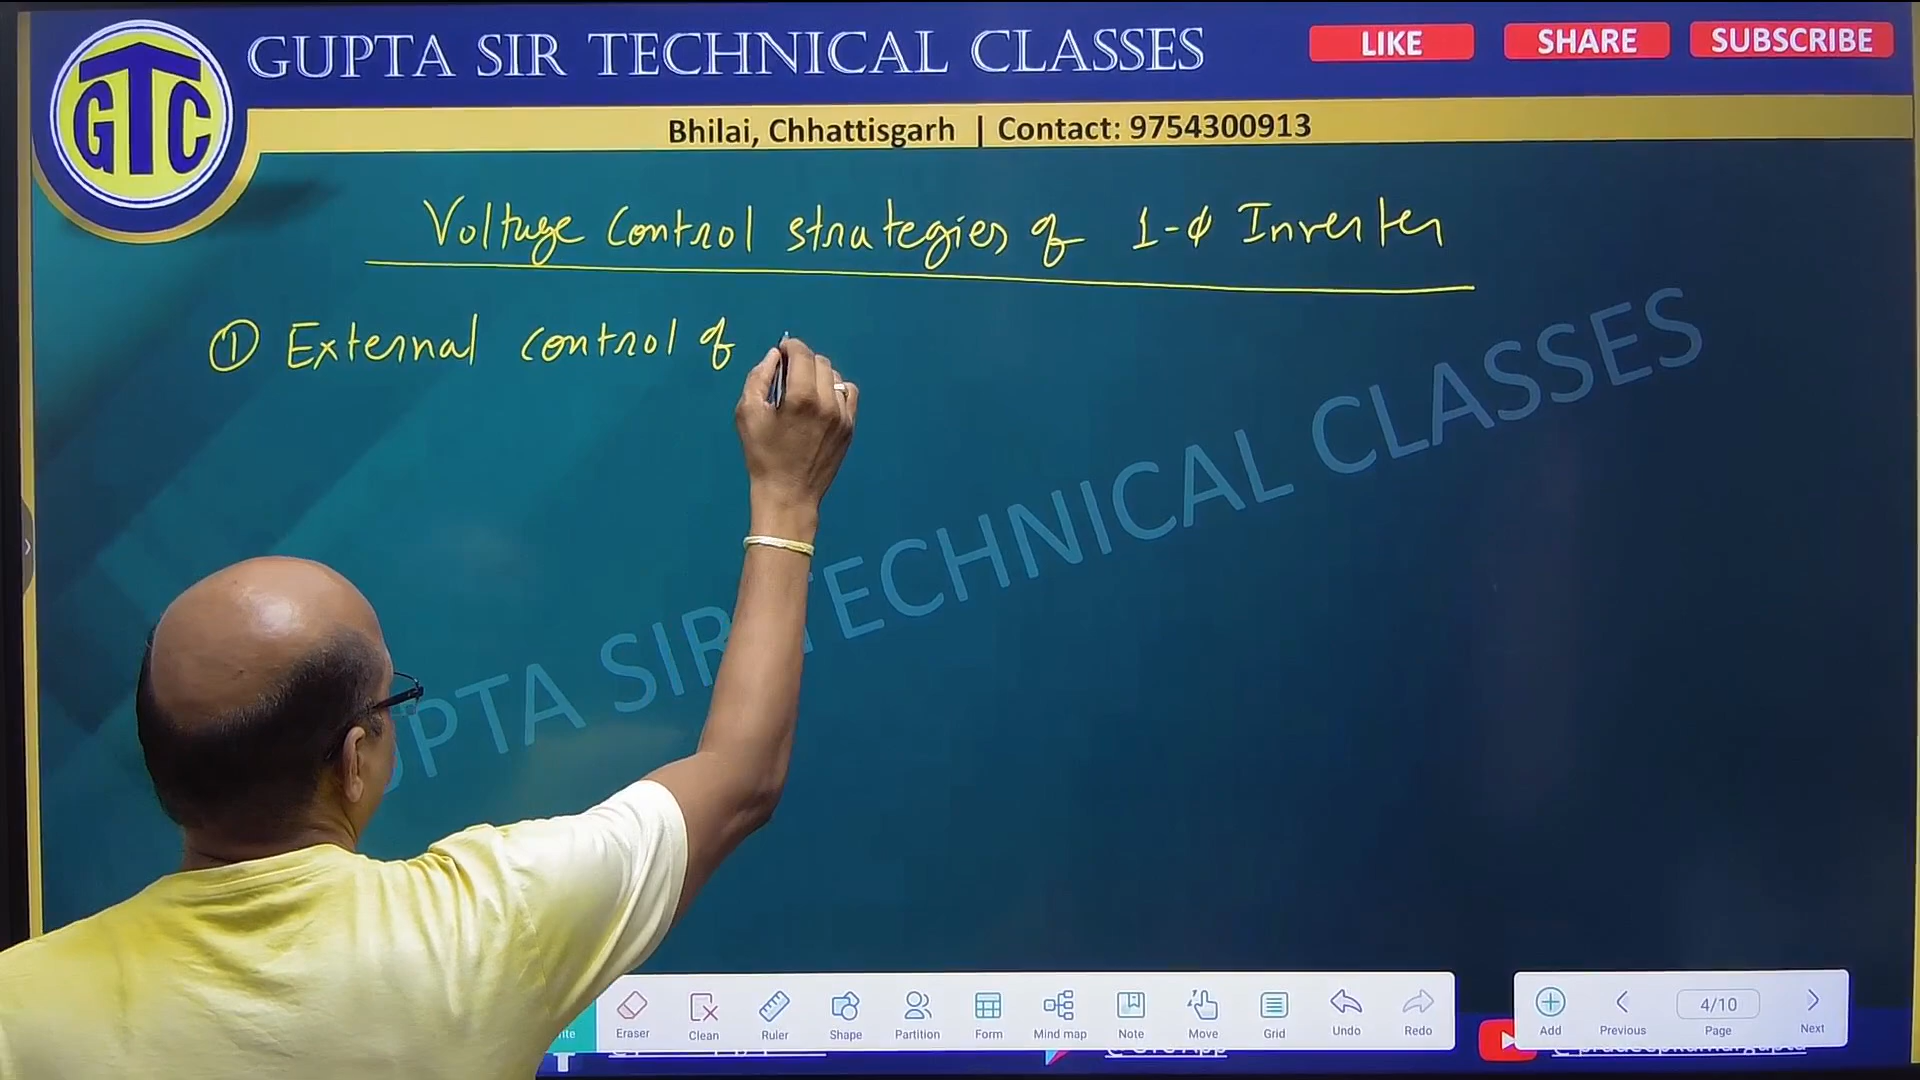 GTC
GUPTA SIR TECHNICAL CLASSES
LIKE
SHARE
SUBSCRIBE
Bhilai, Chhattisgarh | Contact: 9754300913
Voltage control strategies of 1-φ Inverter
① External control of
GUPTA SIR TECHNICAL CLASSES
Eraser
Clean
Ruler
Shape
Partition
Form
Mind map
Note
Move
Grid
Undo
Redo
Add
Previous
4/10
Page
Next